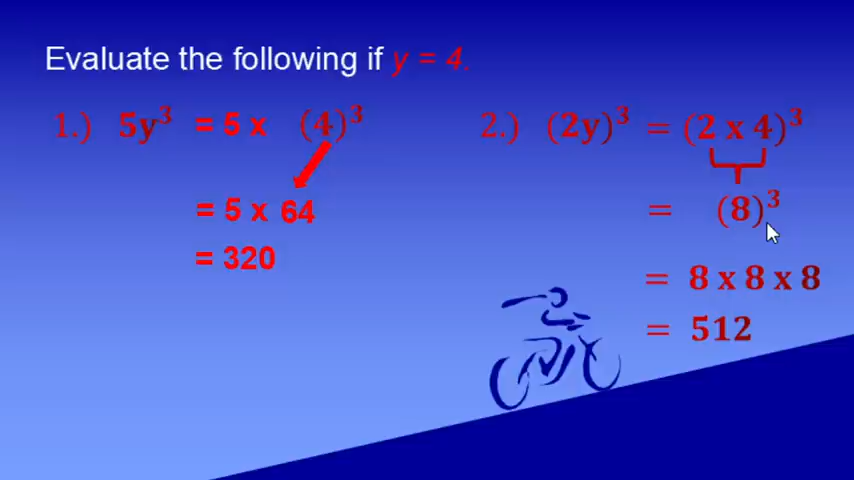 Evaluate the following if y = 4.
1.) 5y³ = 5 x (4)³
= 5 x 64
= 320
2.) (2y)³ = (2 x 4)³
= (8)³
= 8 x 8 x 8
= 512